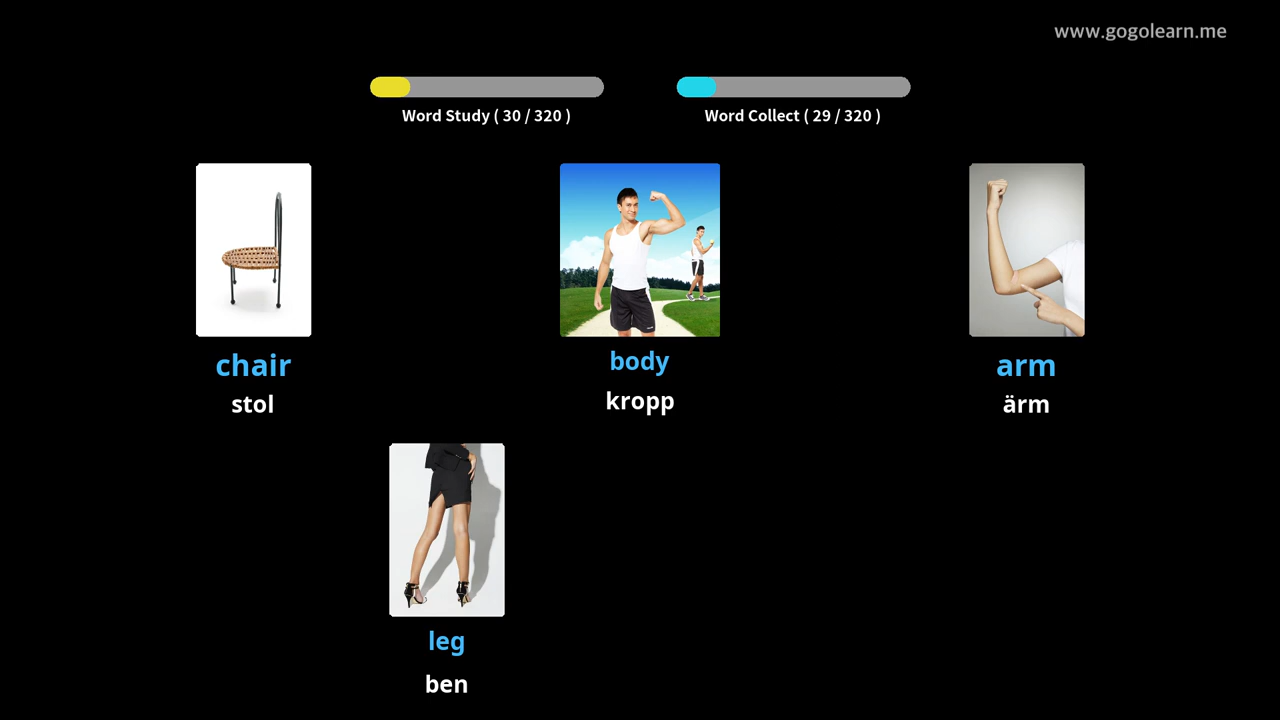 www.gogolearn.me
Word Study ( 30 / 320 )
Word Collect ( 29 / 320 )
chair
stol
body
kropp
arm
ärm
leg
ben